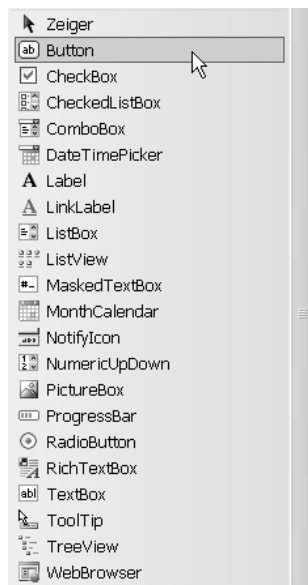 Zeiger
Button
CheckBox
CheckedListBox
ComboBox
DateTimePicker
Label
LinkLabel
ListBox
ListView
MaskedTextBox
MonthCalendar
NotifyIcon
NumericUpDown
PictureBox
ProgressBar
RadioButton
RichTextBox
TextBox
ToolTip
TreeView
WebBrowser